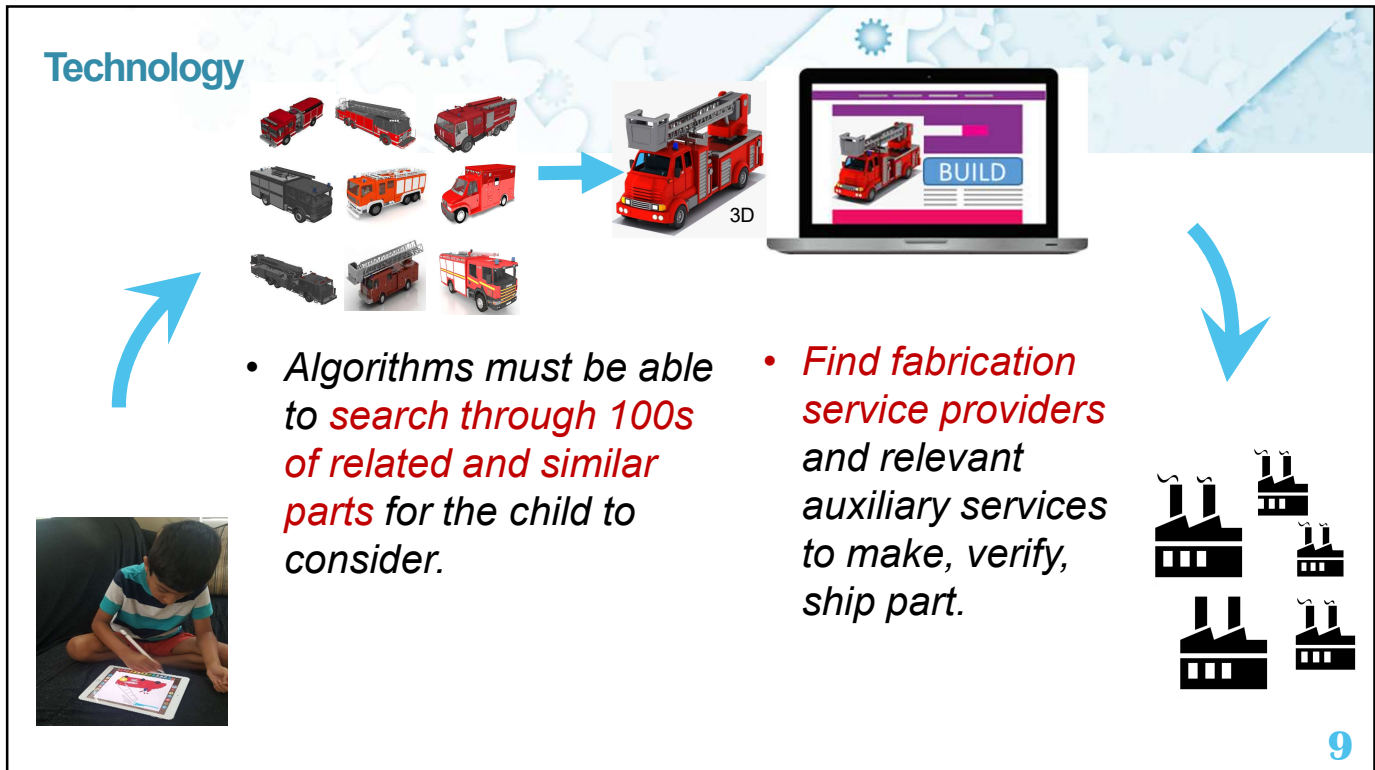 Technology
3D
BUILD
• Algorithms must be able
to search through 100s
of related and similar
parts for the child to
consider.
• Find fabrication
service providers
and relevant
auxiliary services
to make, verify,
ship part.
9